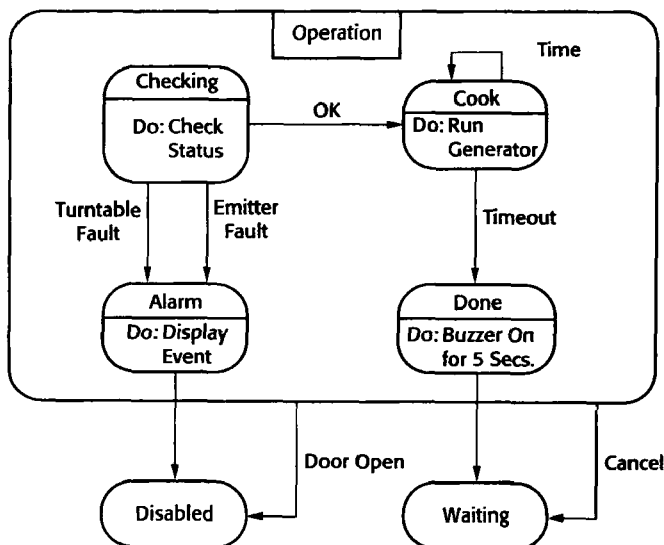 Operation
Time
Checking
Cook
OK
Do: Check
Status
Do: Run
Generator
Turntable
Fault
Emitter
Fault
Timeout
Alarm
Done
Do: Display
Event
Do: Buzzer On
for 5 Secs.
Door Open
Cancel
Disabled
Waiting